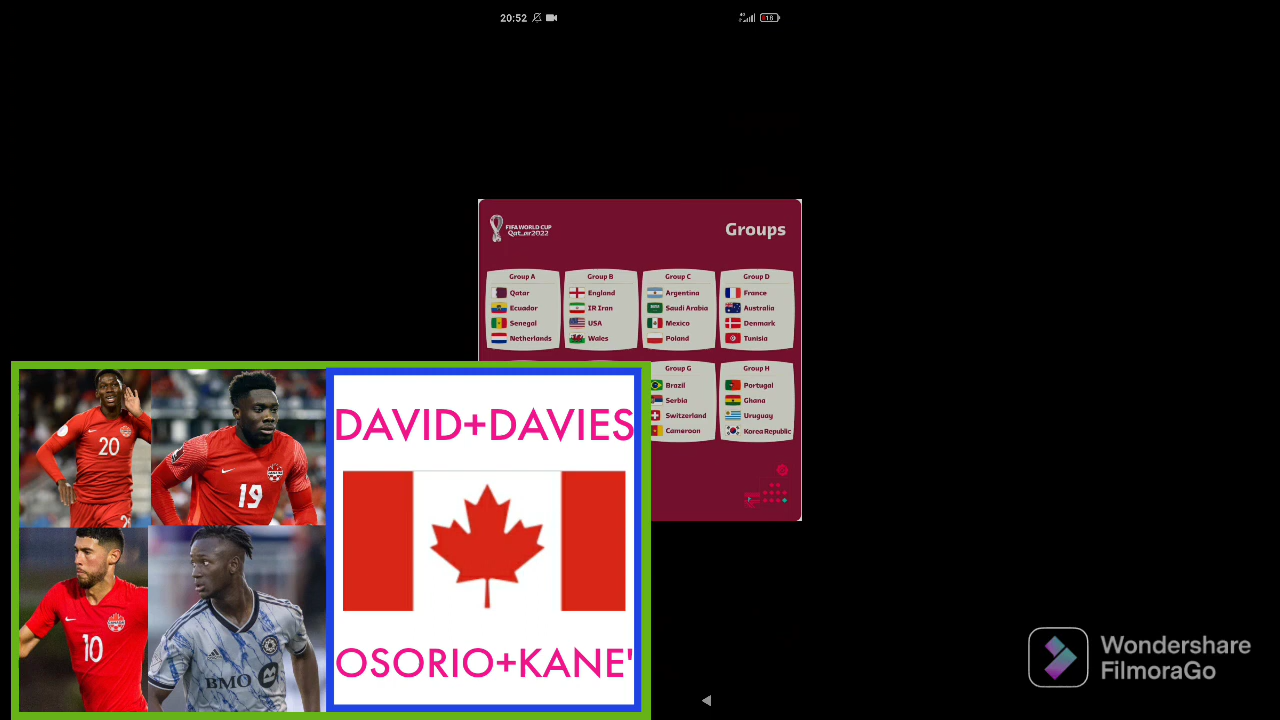 20:52
4G
16
FIFA WORLD CUP
Qatar2022
Groups
Group A
Qatar
Ecuador
Senegal
Netherlands
Group B
England
IR Iran
USA
Wales
Group C
Argentina
Saudi Arabia
Mexico
Poland
Group D
France
Australia
Denmark
Tunisia
Group G
Brazil
Serbia
Switzerland
Cameroon
Group H
Portugal
Ghana
Uruguay
Korea Republic
20
19
10
BMO
DAVID+DAVIES
OSORIO+KANE'
Wondershare
FilmoraGo